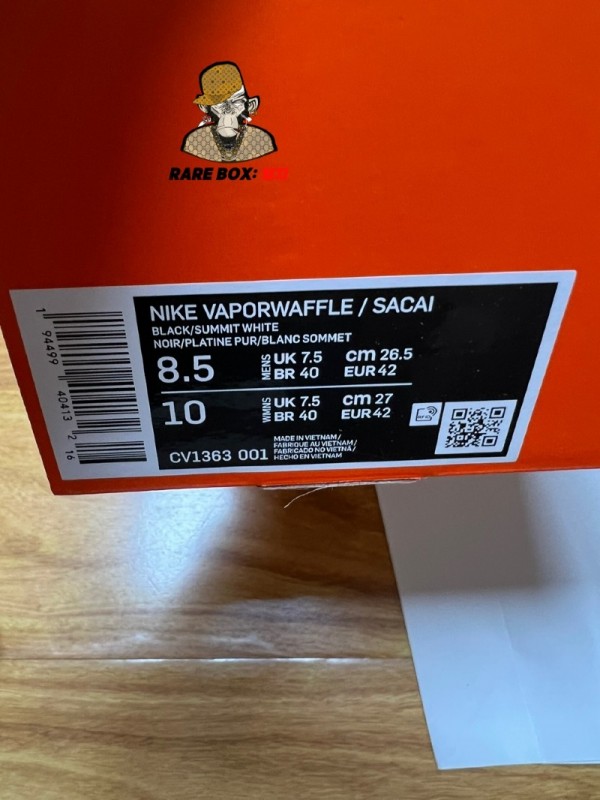 RARE BOX:
NIKE VAPORWAFFLE / SACAI
BLACK/SUMMIT WHITE
NOIR/PLATINE PUR/BLANC SOMMET
8.5 MENS UK 7.5 cm 26.5
BR 40 EUR 42
10 WMNS UK 7.5 cm 27
BR 40 EUR 42
CV1363 001
MADE IN VIETNAM/
FABRIQUE AU VIETNAM/
FABRICADO NO VIETNÃ/
HECHO EN VIETNAM
1 94499 40413 2 16